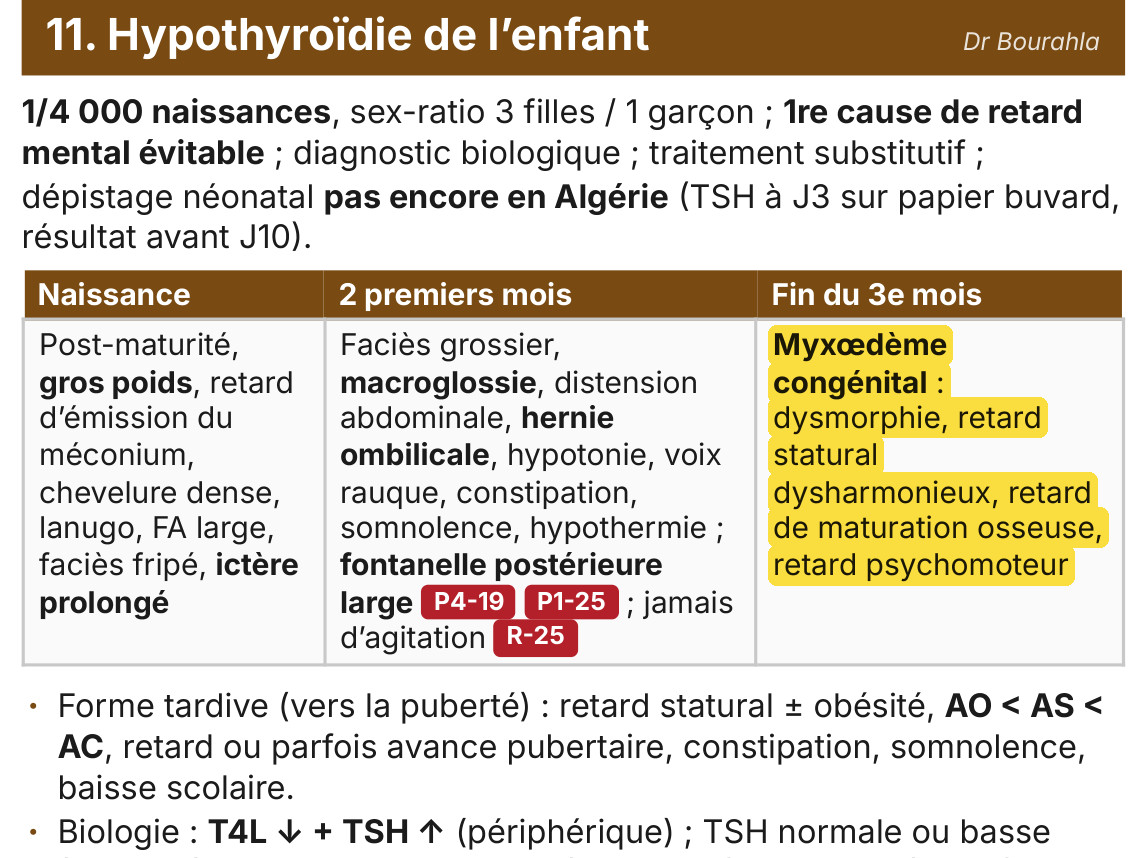 11. Hypothyroïdie de l’enfant
Dr Bourahla
1/4 000 naissances, sex-ratio 3 filles / 1 garçon ; 1re cause de retard
mental évitable ; diagnostic biologique ; traitement substitutif ;
dépistage néonatal pas encore en Algérie (TSH à J3 sur papier buvard,
résultat avant J10).
Naissance
2 premiers mois
Fin du 3e mois
Post-maturité,
gros poids, retard
d’émission du
méconium,
chevelure dense,
lanugo, FA large,
faciès fripé, ictère
prolongé
Faciès grossier,
macroglossie, distension
abdominale, hernie
ombilicale, hypotonie, voix
rauque, constipation,
somnolence, hypothermie ;
fontanelle postérieure
large P4-19 P1-25 ; jamais
d’agitation R-25
Myxœdème
congénital :
dysmorphie, retard
statural
dysharmonieux, retard
de maturation osseuse,
retard psychomoteur
• Forme tardive (vers la puberté) : retard statural ± obésité, AO < AS <
AC, retard ou parfois avance pubertaire, constipation, somnolence,
baisse scolaire.
• Biologie : T4L ↓ + TSH ↑ (périphérique) ; TSH normale ou basse